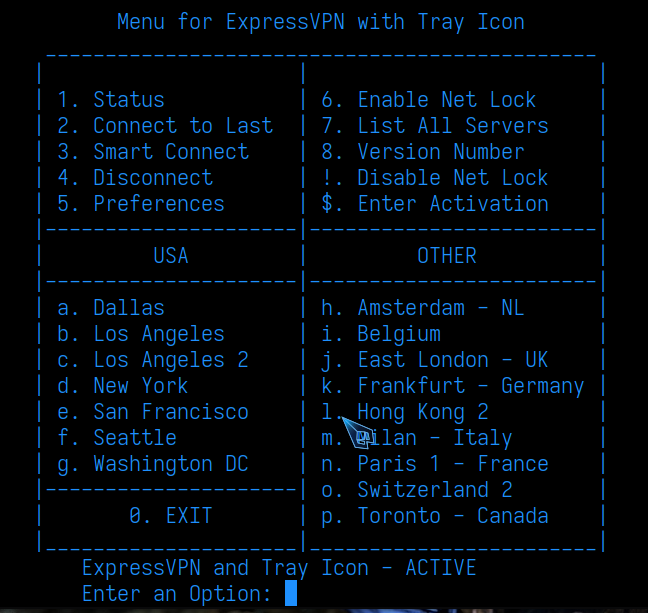 Menu for ExpressVPN with Tray Icon
1. Status
2. Connect to Last
3. Smart Connect
4. Disconnect
5. Preferences
6. Enable Net Lock
7. List All Servers
8. Version Number
!. Disable Net Lock
$. Enter Activation
USA
a. Dallas
b. Los Angeles
c. Los Angeles 2
d. New York
e. San Francisco
f. Seattle
g. Washington DC
0. EXIT
OTHER
h. Amsterdam - NL
i. Belgium
j. East London - UK
k. Frankfurt - Germany
l. Hong Kong 2
m. Milan - Italy
n. Paris 1 - France
o. Switzerland 2
p. Toronto - Canada
ExpressVPN and Tray Icon - ACTIVE
Enter an Option: